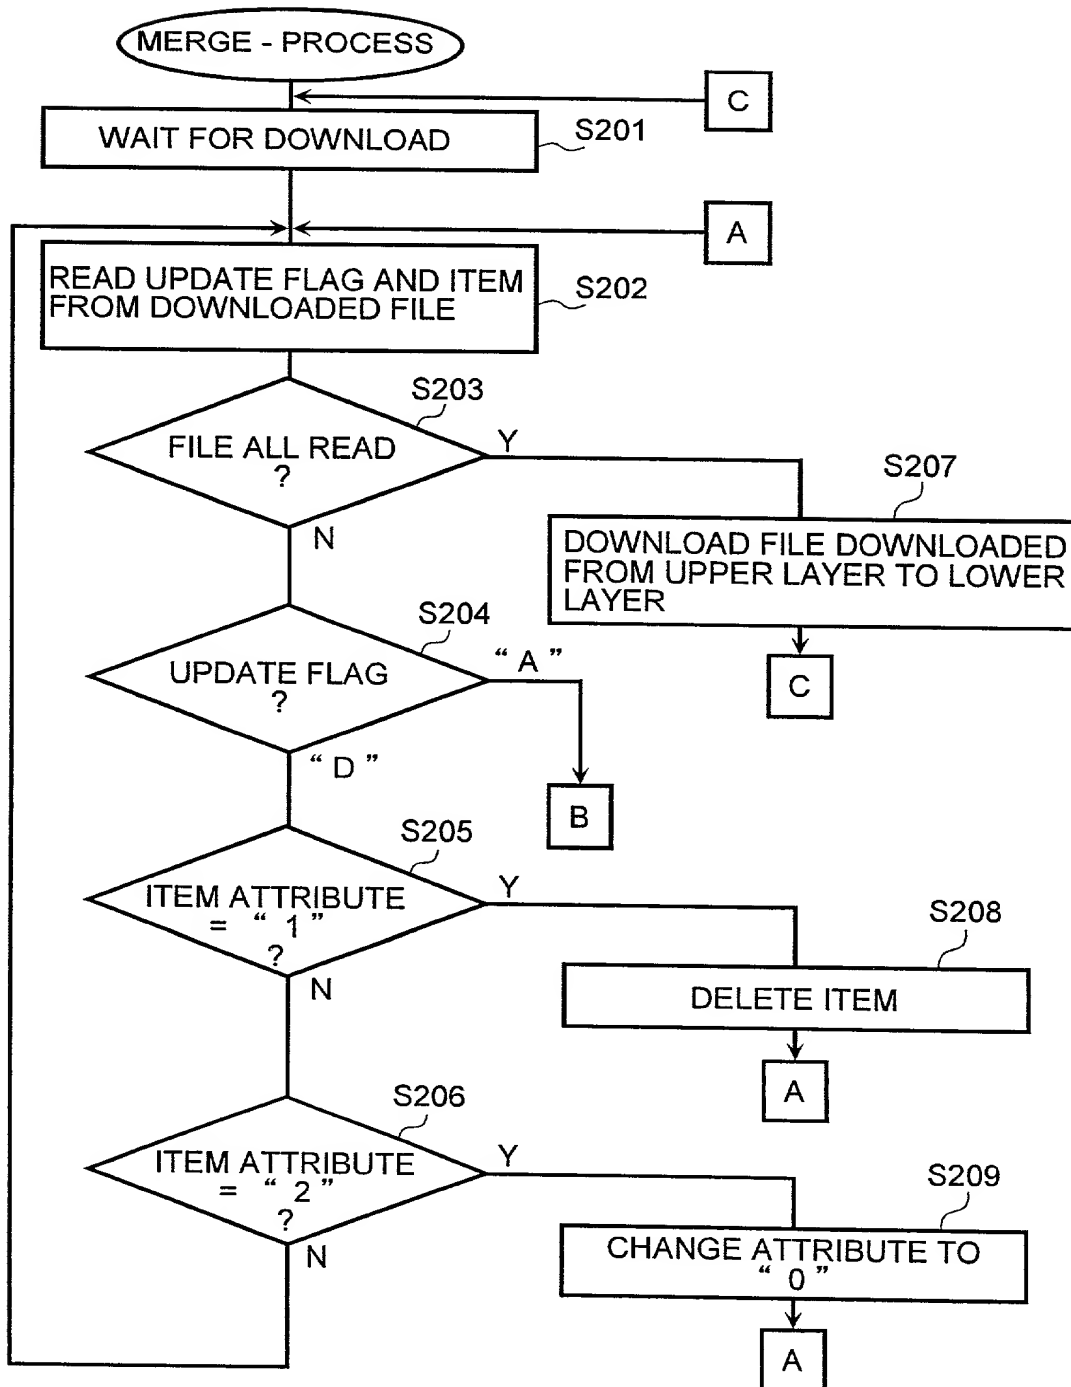 MERGE - PROCESS
C
WAIT FOR DOWNLOAD
S201
A
READ UPDATE FLAG AND ITEM
FROM DOWNLOADED FILE
S202
S203
FILE ALL READ
?
Y
N
S207
DOWNLOAD FILE DOWNLOADED
FROM UPPER LAYER TO LOWER
LAYER
C
S204
UPDATE FLAG
?
“ A ”
“ D ”
B
S205
ITEM ATTRIBUTE
= “ 1 ”
?
Y
N
S208
DELETE ITEM
A
S206
ITEM ATTRIBUTE
= “ 2 ”
?
Y
N
S209
CHANGE ATTRIBUTE TO
“ 0 ”
A